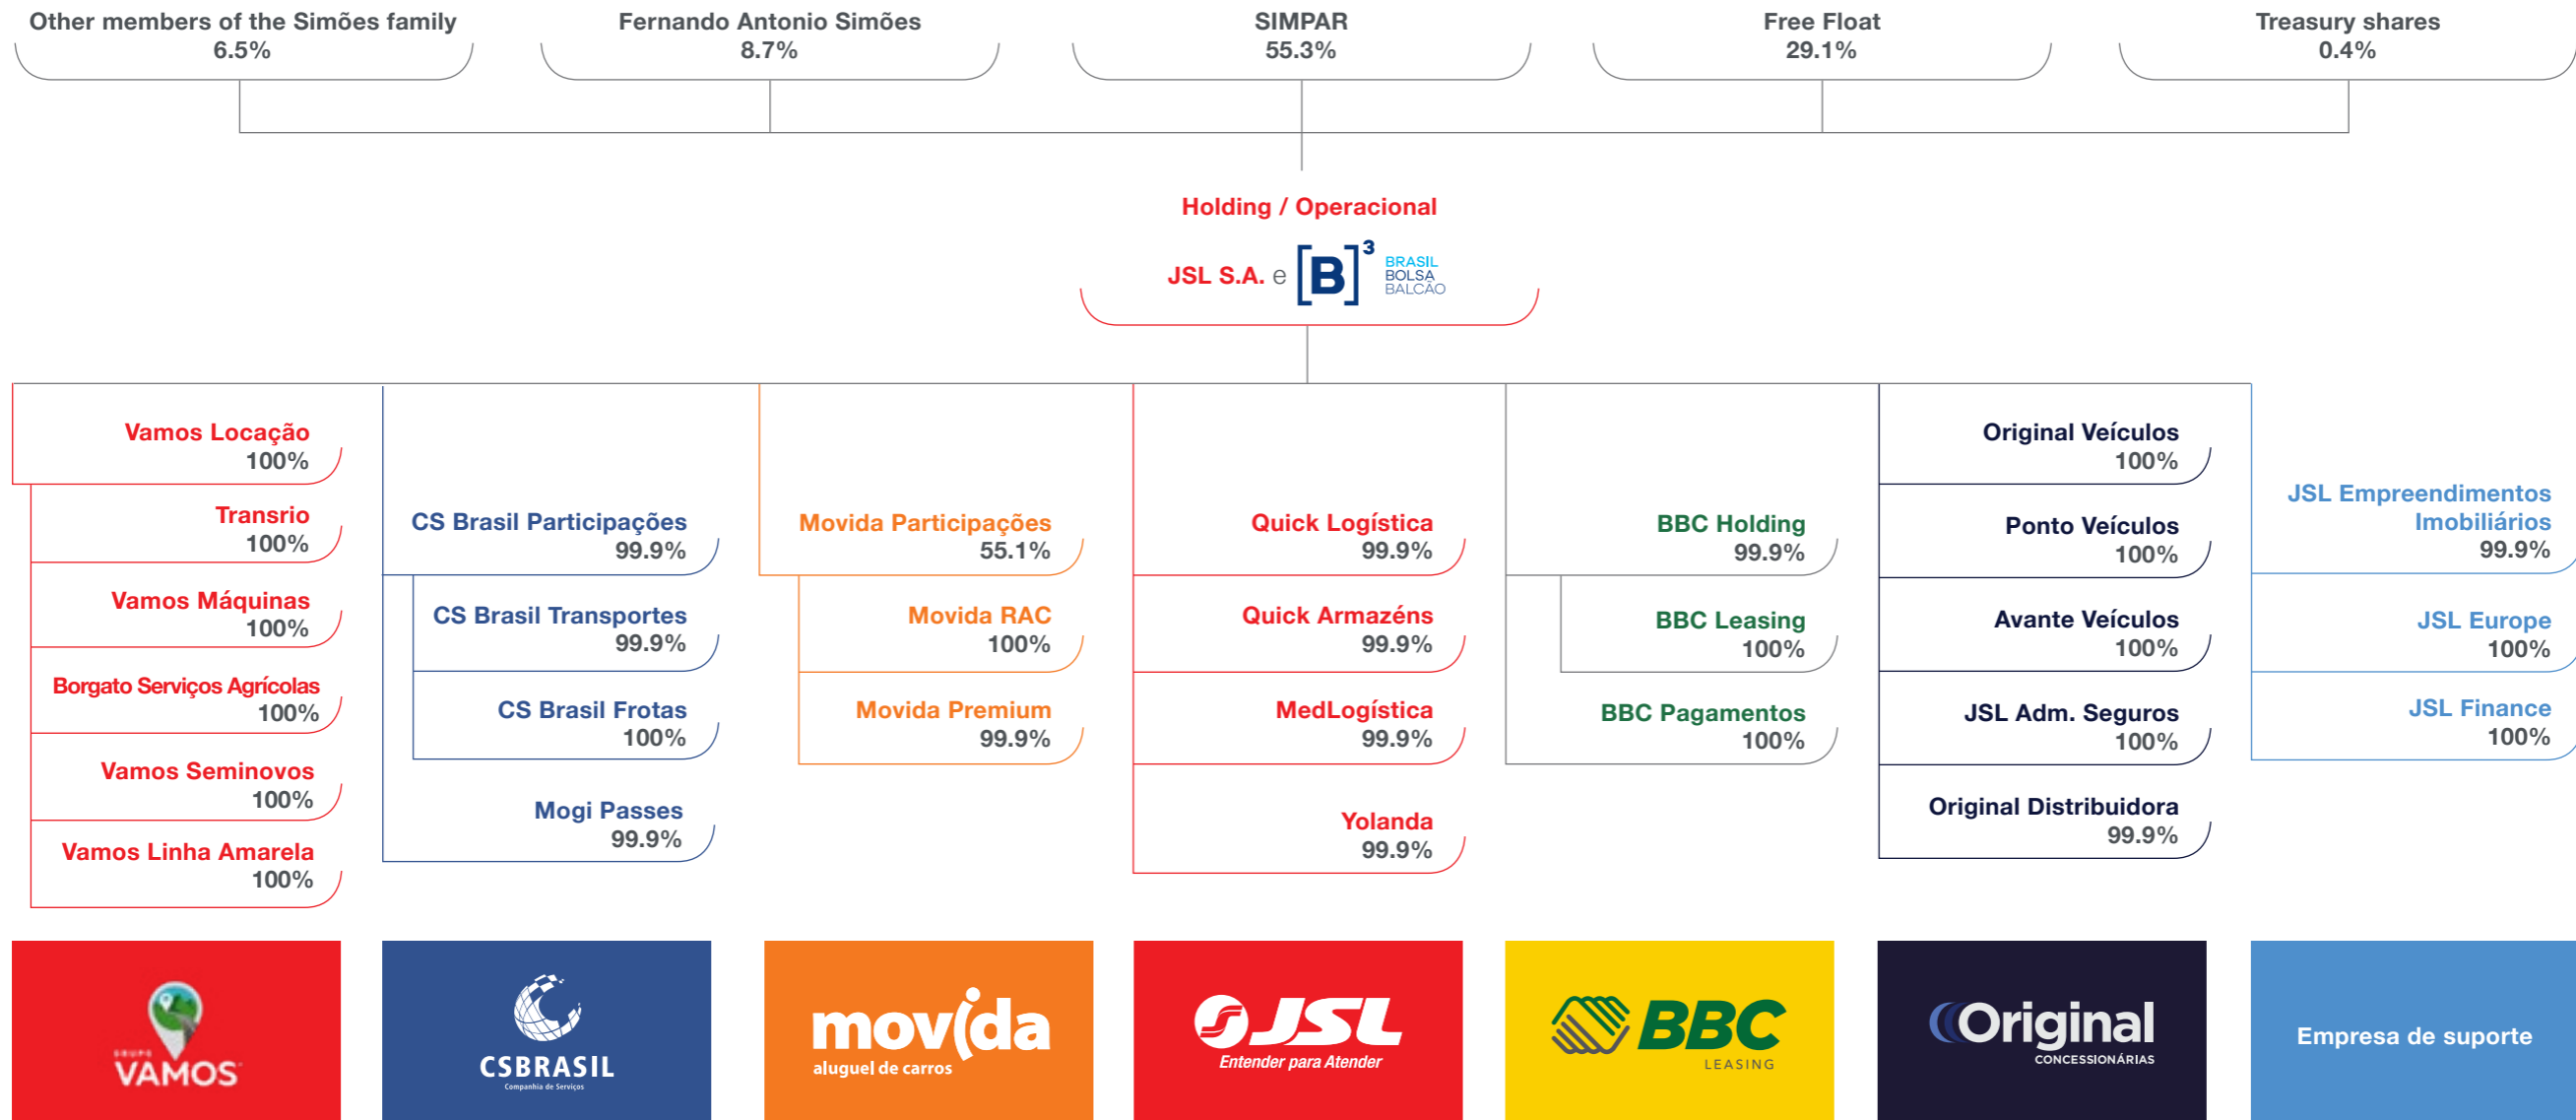 Other members of the Simões family
6.5%
Fernando Antonio Simões
8.7%
SIMPAR
55.3%
Free Float
29.1%
Treasury shares
0.4%
Holding / Operacional
JSL S.A. e [B]³ BRASIL
BOLSA
BALCÃO
Vamos Locação
100%
Transrio
100%
Vamos Máquinas
100%
Borgato Serviços Agrícolas
100%
Vamos Seminovos
100%
Vamos Linha Amarela
100%
CS Brasil Participações
99.9%
CS Brasil Transportes
99.9%
CS Brasil Frotas
100%
Mogi Passes
99.9%
Movida Participações
55.1%
Movida RAC
100%
Movida Premium
99.9%
Quick Logística
99.9%
Quick Armazéns
99.9%
MedLogística
99.9%
Yolanda
99.9%
BBC Holding
99.9%
BBC Leasing
100%
BBC Pagamentos
100%
Original Veículos
100%
Ponto Veículos
100%
Avante Veículos
100%
JSL Adm. Seguros
100%
Original Distribuidora
99.9%
JSL Empreendimentos
Imobiliários
99.9%
JSL Europe
100%
JSL Finance
100%
GRUPO
VAMOS
CSBRASIL
Companhia de Serviços
movida
aluguel de carros
JSL
Entender para Atender
BBC
LEASING
Original
CONCESSIONÁRIAS
Empresa de suporte